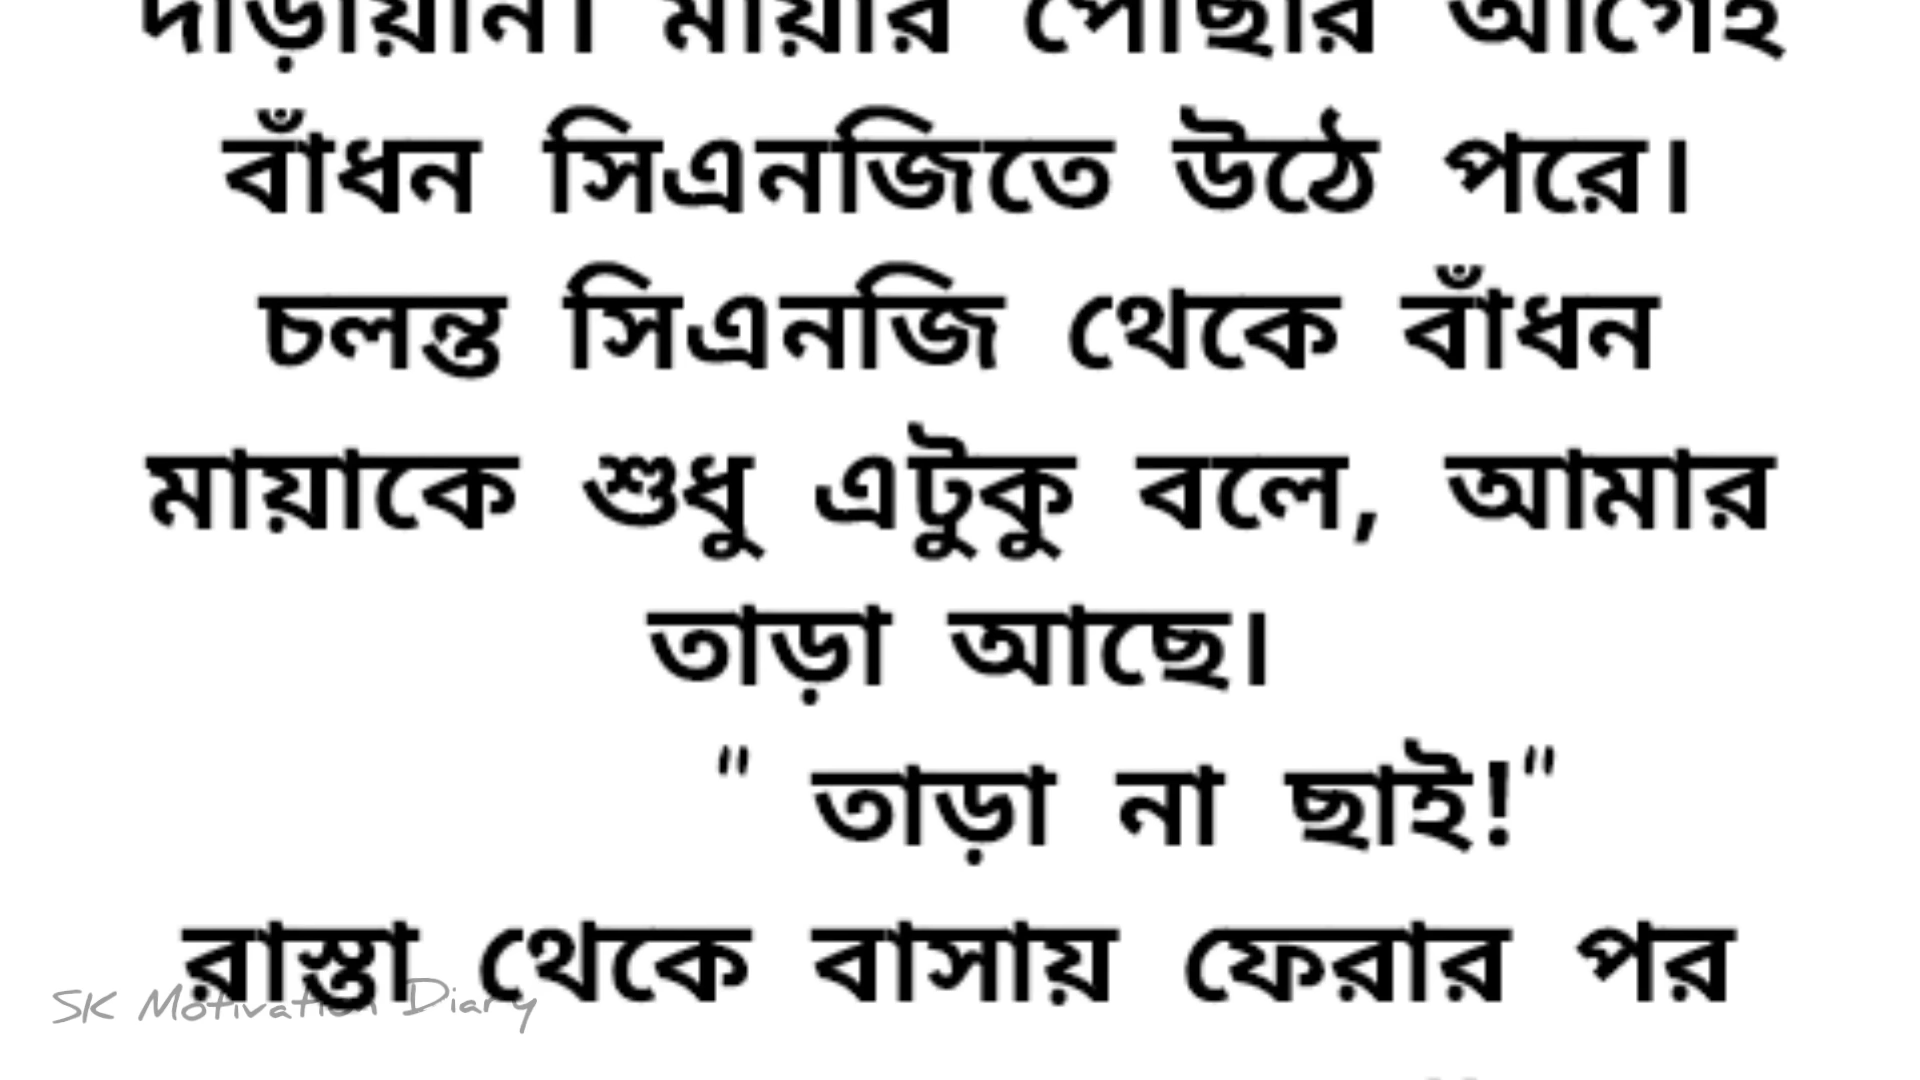 দাঁড়ায়নি। মায়ার পৌঁছার আগেই
বাঁধন সিএনজিতে উঠে পরে।
চলন্ত সিএনজি থেকে বাঁধন
মায়াকে শুধু এটুকু বলে, আমার
তাড়া আছে।
" তাড়া না ছাই!"
রাস্তা থেকে বাসায় ফেরার পর
SK Motivation Diary